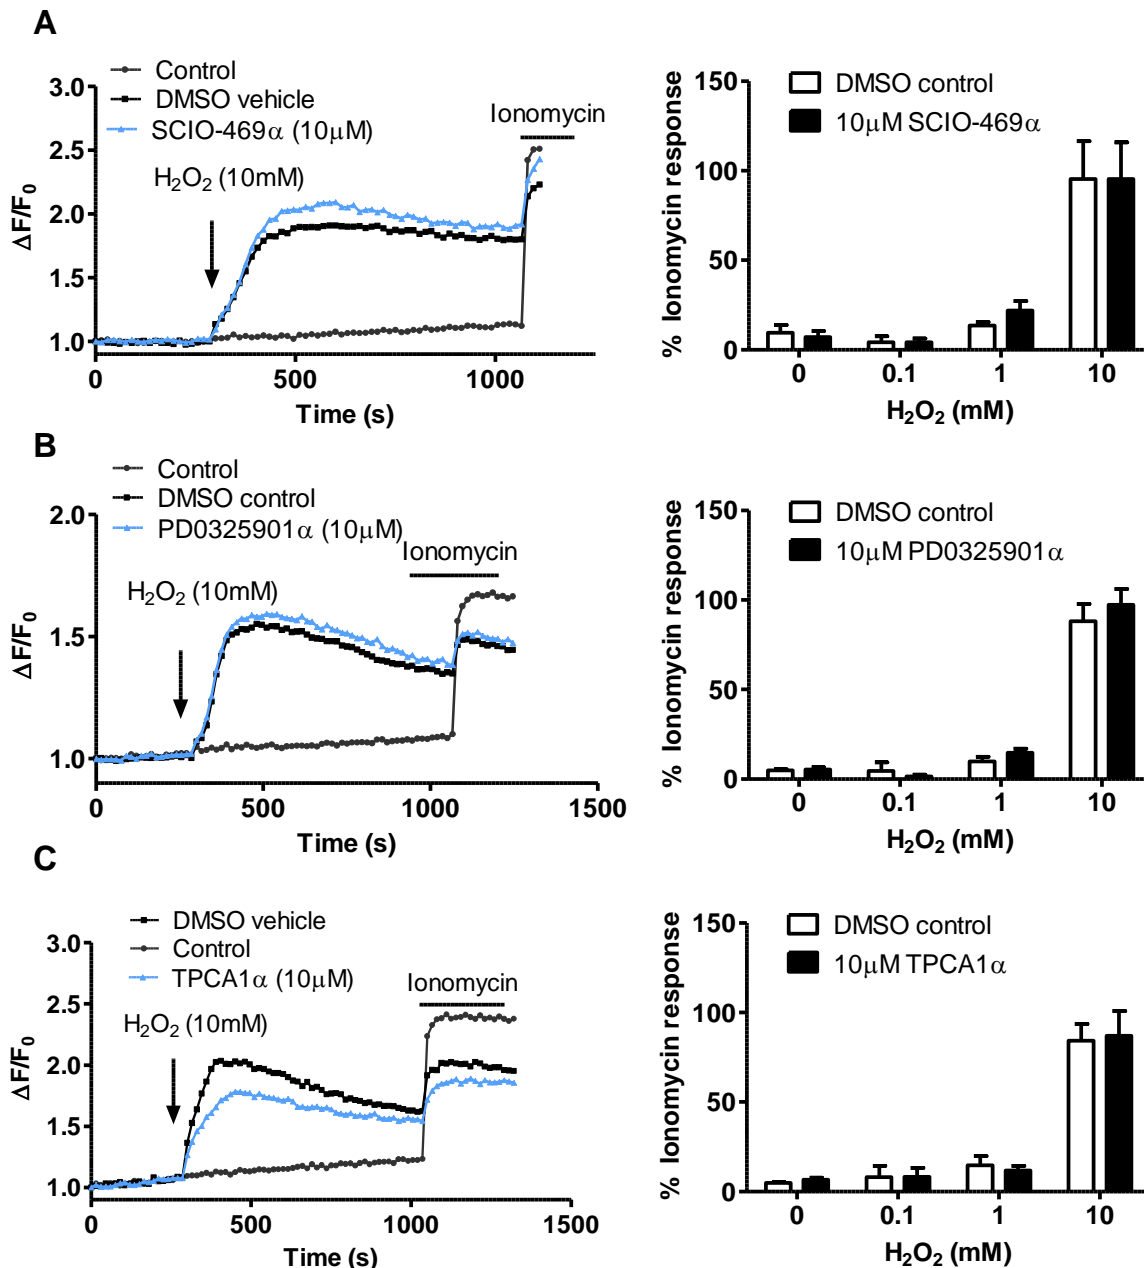 A
Control
DMSO vehicle
SCIO-469α (10μM)
H₂O₂ (10mM)
Ionomycin
ΔF/F₀
3.0
2.5
2.0
1.5
1.0
0
500
1000
Time (s)
DMSO control
10μM SCIO-469α
% Ionomycin response
150
100
50
0
0
0.1
1
10
H₂O₂ (mM)
B
Control
DMSO control
PD0325901α (10μM)
Ionomycin
H₂O₂ (10mM)
ΔF/F₀
2.0
1.5
1.0
0
500
1000
1500
Time (s)
DMSO control
10μM PD0325901α
% Ionomycin response
150
100
50
0
0
0.1
1
10
H₂O₂ (mM)
C
DMSO vehicle
Control
TPCA1α (10μM)
Ionomycin
H₂O₂ (10mM)
ΔF/F₀
3.0
2.5
2.0
1.5
1.0
0
500
1000
1500
Time (s)
DMSO control
10μM TPCA1α
% Ionomycin response
150
100
50
0
0
0.1
1
10
H₂O₂ (mM)